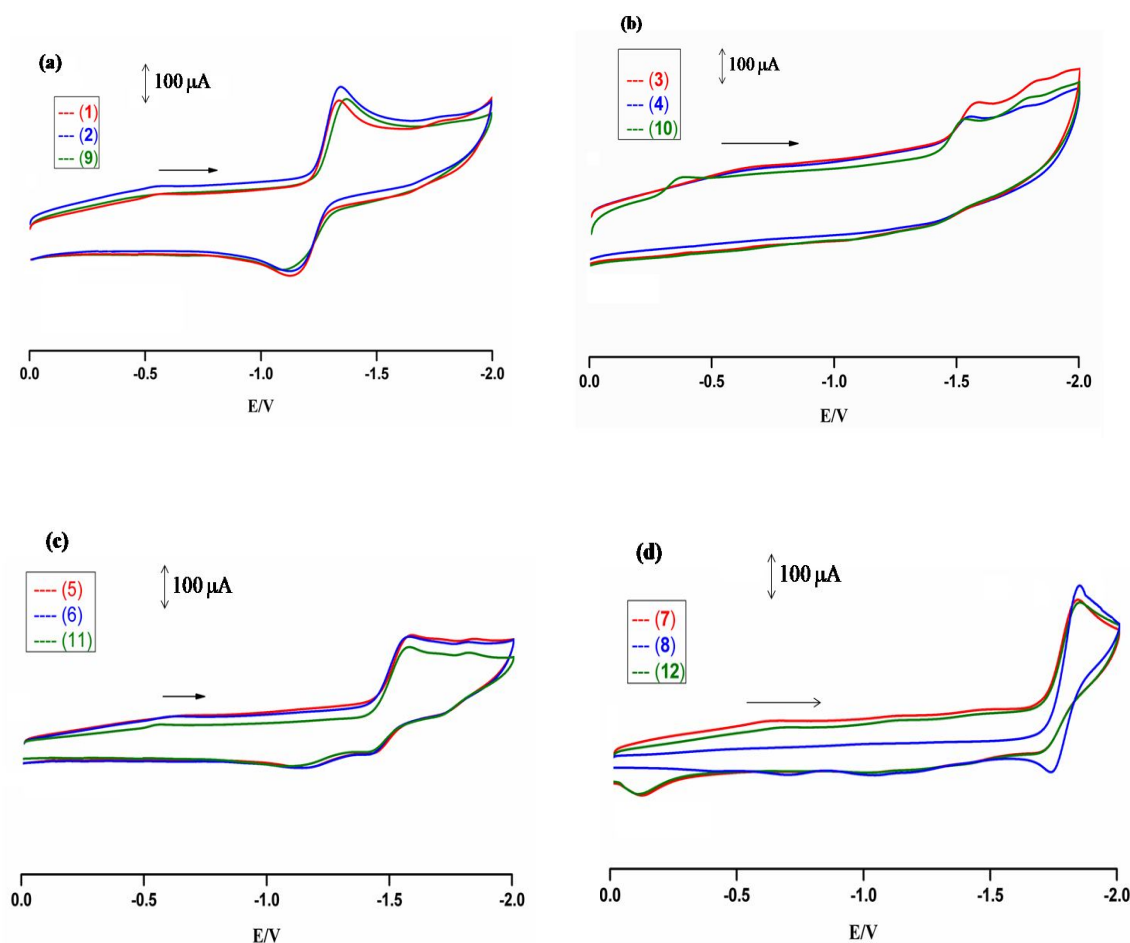 (a)
100 µA
--- (1)
--- (2)
--- (9)
0.0 -0.5 -1.0 -1.5 -2.0
E/V
(b)
100 µA
--- (3)
--- (4)
--- (10)
0.0 -0.5 -1.0 -1.5 -2.0
E/V
(c)
100 µA
---- (5)
---- (6)
---- (11)
0.0 -0.5 -1.0 -1.5 -2.0
E/V
(d)
100 µA
--- (7)
--- (8)
--- (12)
0.0 -0.5 -1.0 -1.5 -2.0
E/V